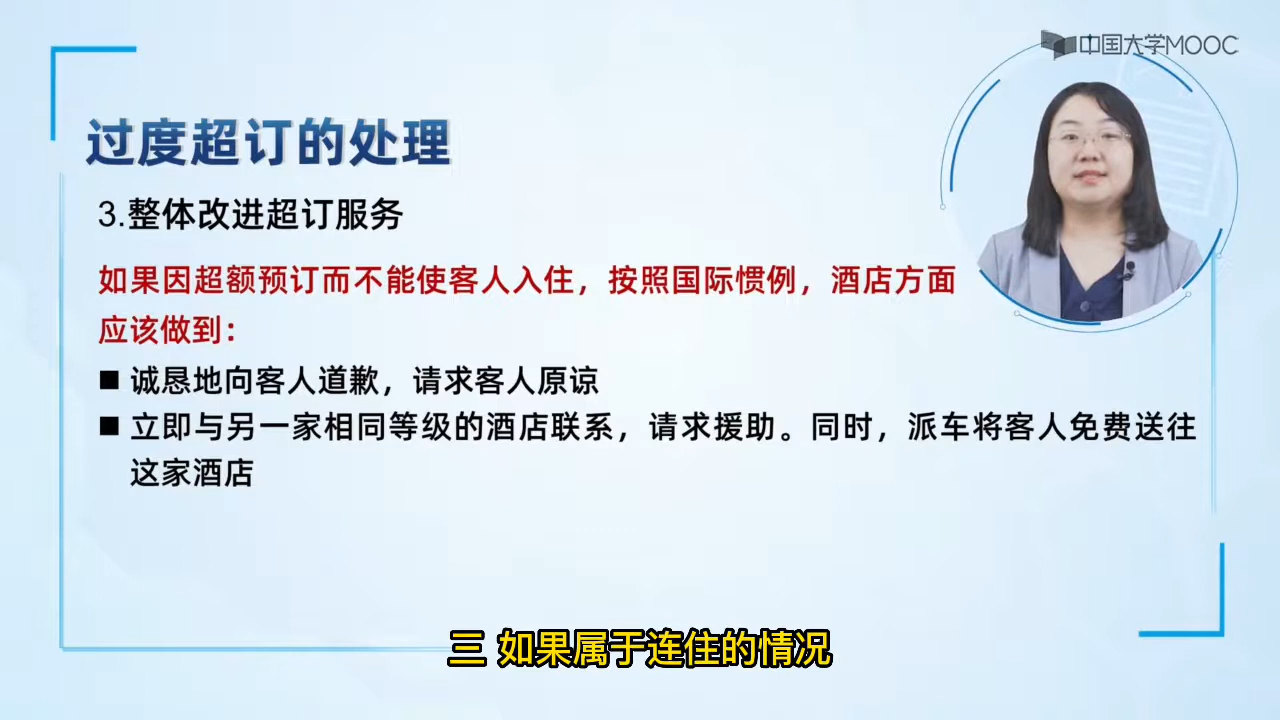 中国大学MOOC
过度超订的处理
3.整体改进超订服务
如果因超额预订而不能使客人入住，按照国际惯例，酒店方面
应该做到：
■ 诚恳地向客人道歉，请求客人原谅
■ 立即与另一家相同等级的酒店联系，请求援助。同时，派车将客人免费送往
这家酒店
三 如果属于连住的情况